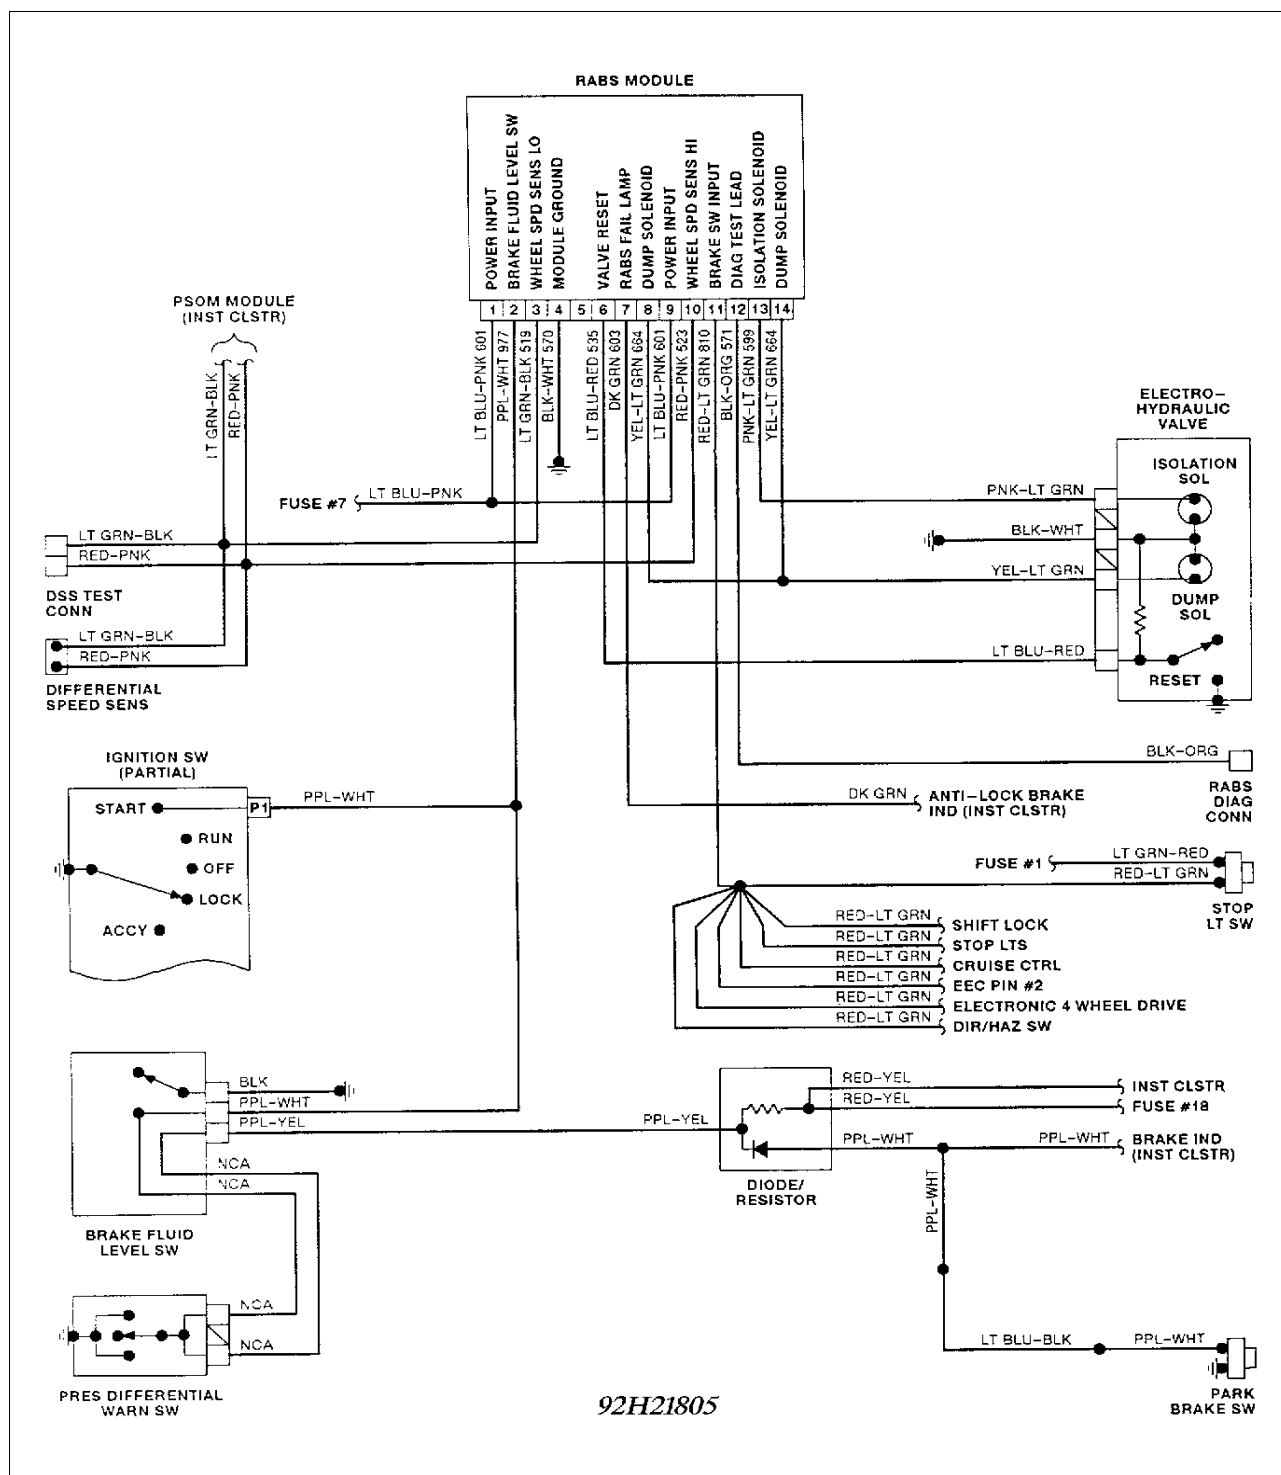 RABS MODULE
POWER INPUT
BRAKE FLUID LEVEL SW
WHEEL SPD SENS LO
MODULE GROUND
VALVE RESET
RABS FAIL LAMP
DUMP SOLENOID
POWER INPUT
WHEEL SPD SENS HI
BRAKE SW INPUT
DIAG TEST LEAD
ISOLATION SOLENOID
DUMP SOLENOID
1 2 3 4 5 6 7 8 9 10 11 12 13 14
LT BLU-PNK 601
PPL-WHT 977
LT GRN-BLK 519
BLK-WHT 570
LT BLU-RED 535
DK GRN 603
YEL-LT GRN 664
LT BLU-PNK 601
RED-PNK 523
RED-LT GRN 810
BLK-ORG 571
PNK-LT GRN 599
YEL-LT GRN 664
PSOM MODULE
(INST CLSTR)
LT GRN-BLK
RED-PNK
FUSE #7
LT BLU-PNK
LT GRN-BLK
RED-PNK
DSS TEST
CONN
LT GRN-BLK
RED-PNK
DIFFERENTIAL
SPEED SENS
ELECTRO-
HYDRAULIC
VALVE
ISOLATION
SOL
PNK-LT GRN
BLK-WHT
YEL-LT GRN
DUMP
SOL
LT BLU-RED
RESET
IGNITION SW
(PARTIAL)
START
P1
PPL-WHT
RUN
OFF
LOCK
ACCY
BLK-ORG
RABS
DIAG
CONN
DK GRN
ANTI-LOCK BRAKE
IND (INST CLSTR)
FUSE #1
LT GRN-RED
RED-LT GRN
STOP
LT SW
RED-LT GRN SHIFT LOCK
RED-LT GRN STOP LTS
RED-LT GRN CRUISE CTRL
RED-LT GRN EEC PIN #2
RED-LT GRN ELECTRONIC 4 WHEEL DRIVE
RED-LT GRN DIR/HAZ SW
BLK
PPL-WHT
PPL-YEL
NCA
NCA
BRAKE FLUID
LEVEL SW
PPL-YEL
RED-YEL INST CLSTR
RED-YEL FUSE #18
PPL-WHT PPL-WHT BRAKE IND
(INST CLSTR)
DIODE/
RESISTOR
PPL-WHT
NCA
NCA
PRES DIFFERENTIAL
WARN SW
LT BLU-BLK
PPL-WHT
PARK
BRAKE SW
92H21805